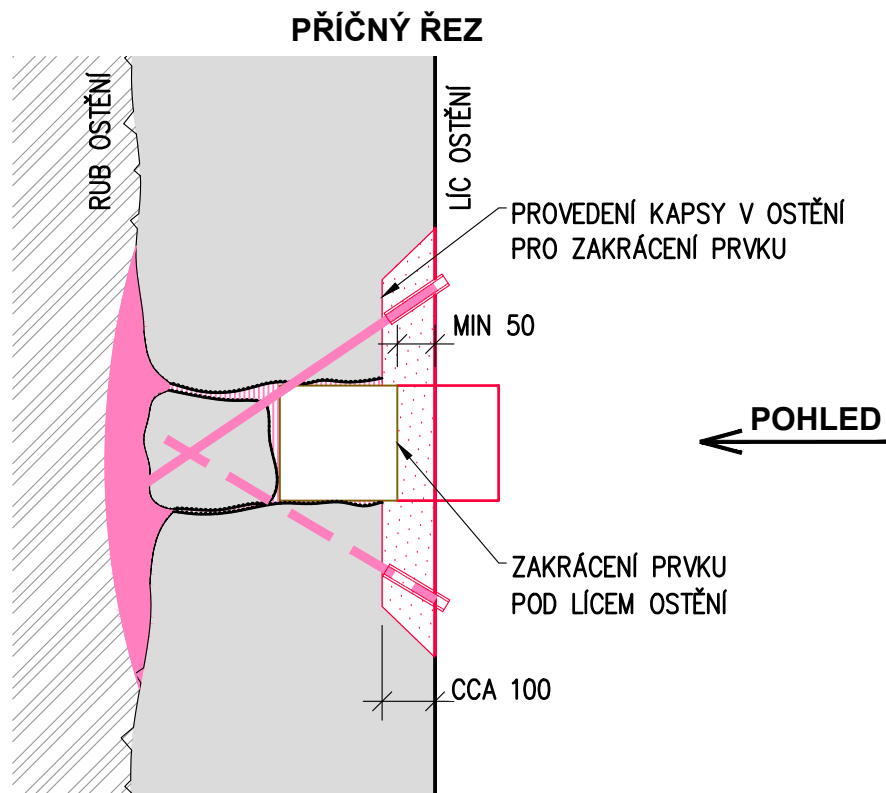 PŘÍČNÝ ŘEZ
RUB OSTĚNÍ
LÍC OSTĚNÍ
PROVEDENÍ KAPSY V OSTĚNÍ
PRO ZAKRÁCENÍ PRVKU
MIN 50
POHLED
ZAKRÁCENÍ PRVKU
POD LÍCEM OSTĚNÍ
CCA 100